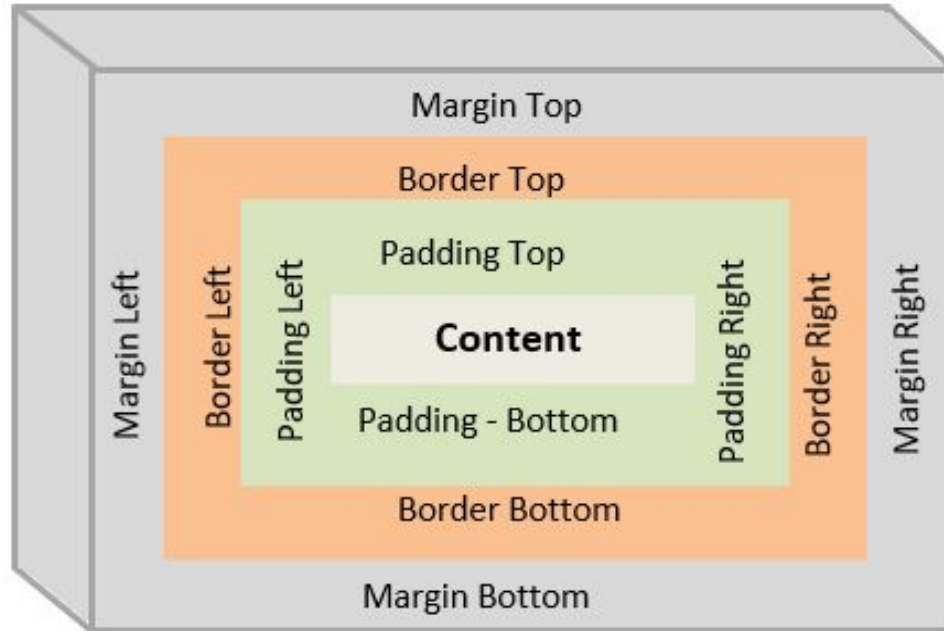 Margin Top
Border Top
Padding Top
Margin Left
Border Left
Padding Left
Content
Padding Right
Border Right
Margin Right
Padding - Bottom
Border Bottom
Margin Bottom